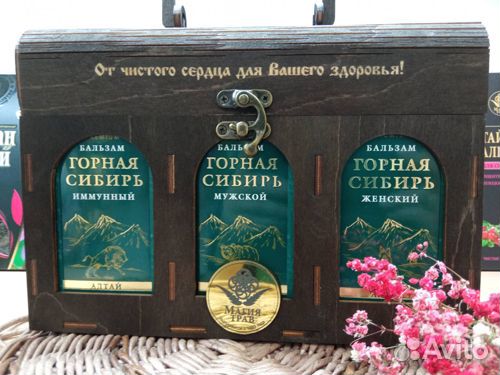 От чистого сердца для Вашего здоровья!
БАЛЬЗАМ
ГОРНАЯ
СИБИРЬ
ИММУННЫЙ
АЛТАЙ
БАЛЬЗАМ
ГОРНАЯ
СИБИРЬ
МУЖСКОЙ
БАЛЬЗАМ
ГОРНАЯ
СИБИРЬ
ЖЕНСКИЙ
МАГИЯ
ТРАВ
Avito